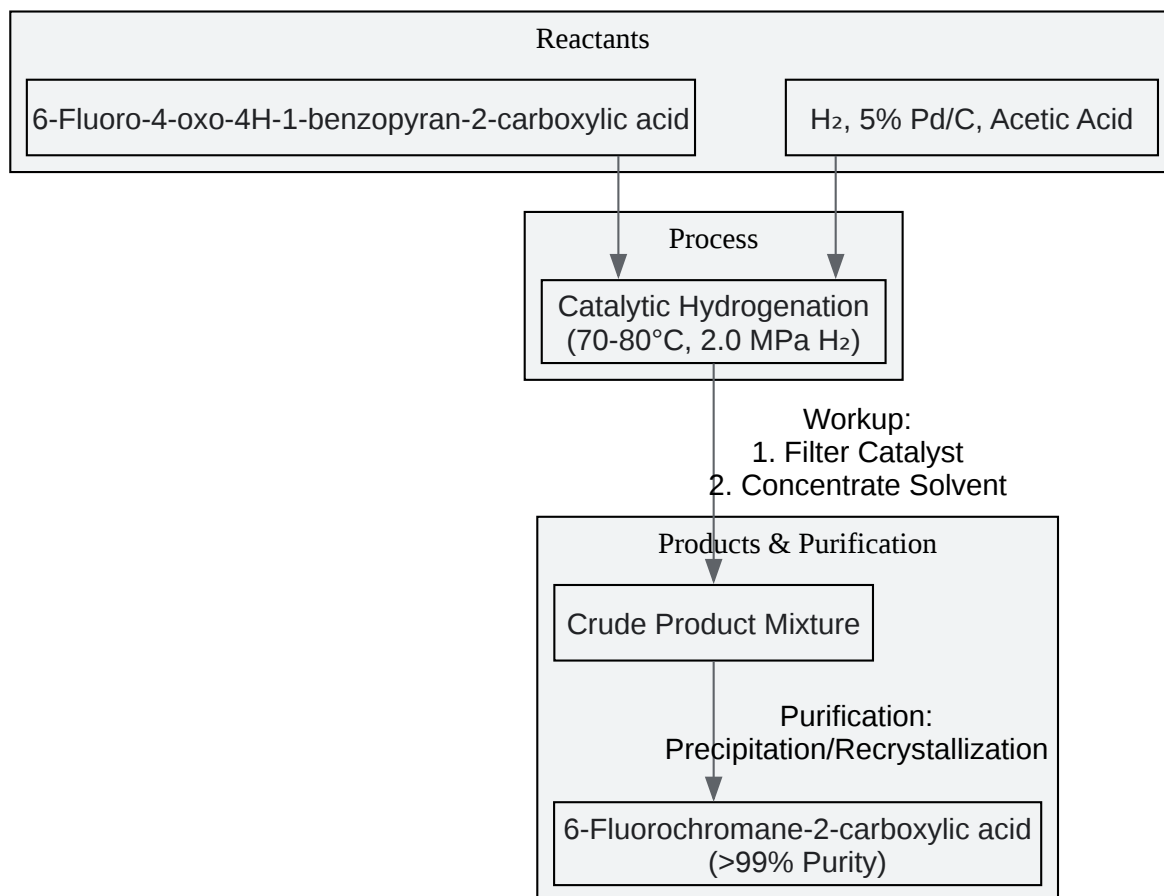 Reactants
6-Fluoro-4-oxo-4H-1-benzopyran-2-carboxylic acid
H₂, 5% Pd/C, Acetic Acid
Process
Catalytic Hydrogenation
(70-80°C, 2.0 MPa H₂)
Workup:
1. Filter Catalyst
2. Concentrate Solvent
Products & Purification
Crude Product Mixture
Purification:
Precipitation/Recrystallization
6-Fluorochromane-2-carboxylic acid
(>99% Purity)